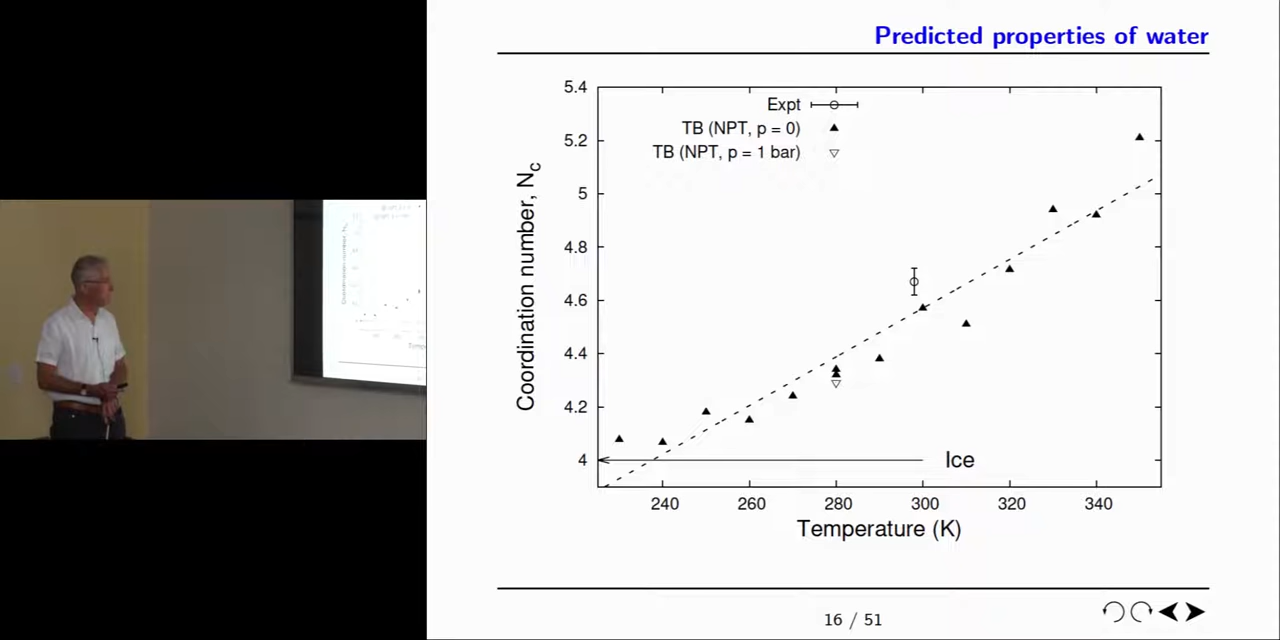 Predicted properties of water
5.4
5.2
5
4.8
4.6
4.4
4.2
4
Coordination number, Nc
Expt
TB (NPT, p = 0)
TB (NPT, p = 1 bar)
Ice
240 260 280 300 320 340
Temperature (K)
16 / 51